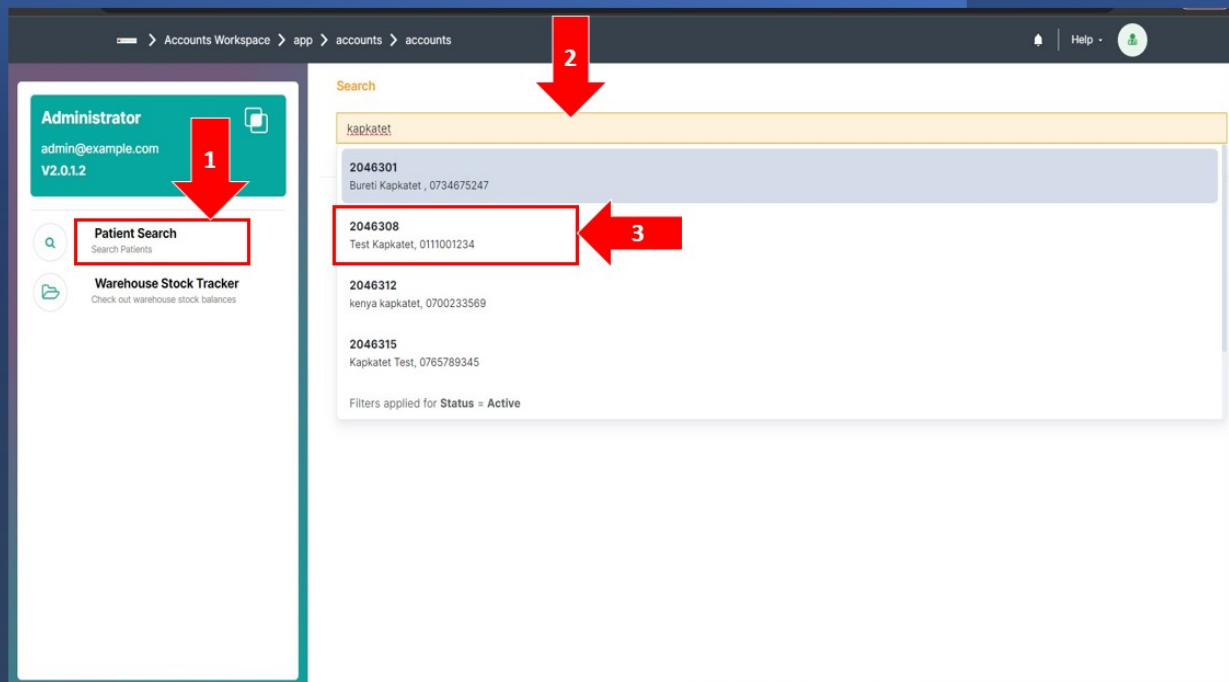 Accounts Workspace > app > accounts > accounts
Help
2
Search
Administrator
admin@example.com
V2.0.1.2
1
kapkatet
2046301
Bureti Kapkatet , 0734675247
Patient Search
Search Patients
2046308
Test Kapkatet, 0111001234
3
Warehouse Stock Tracker
Check out warehouse stock balances
2046312
kenya kapkatet, 0700233569
2046315
Kapkatet Test, 0765789345
Filters applied for Status = Active